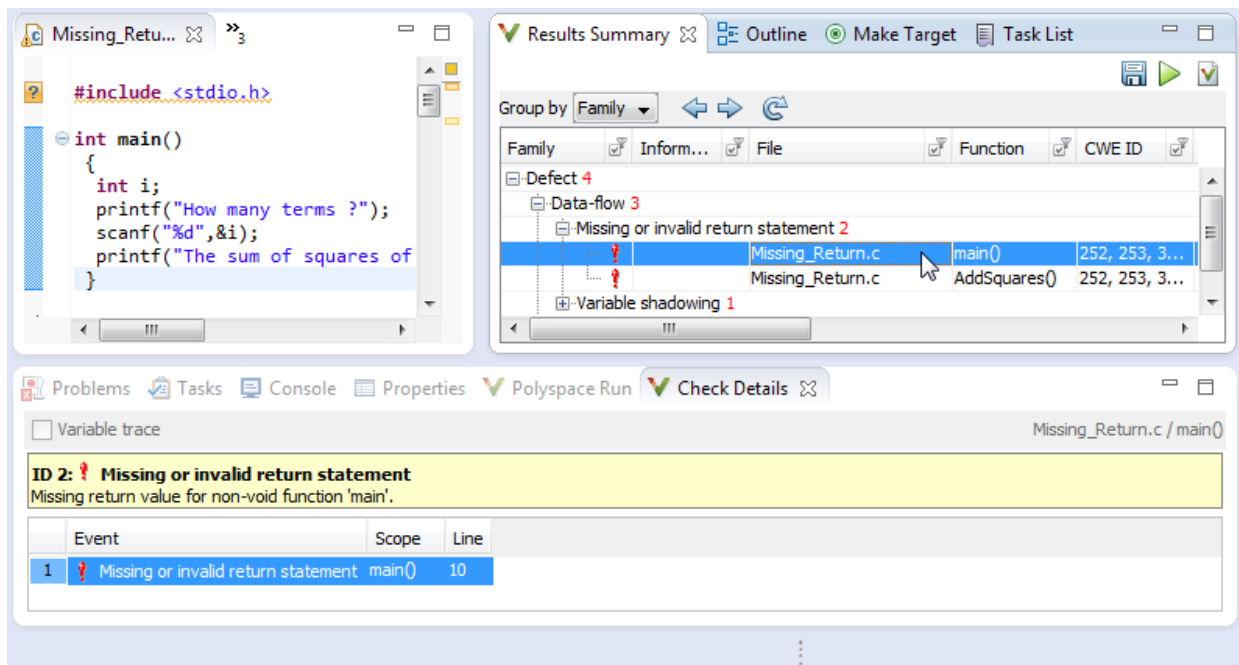 Missing_Retu... »3
#include <stdio.h>
int main()
{
int i;
printf("How many terms ?");
scanf("%d",&i);
printf("The sum of squares of
}
Results Summary Outline Make Target Task List
Group by Family
Family Inform... File Function CWE ID
Defect 4
Data-flow 3
Missing or invalid return statement 2
Missing_Return.c main() 252, 253, 3...
Missing_Return.c AddSquares() 252, 253, 3...
Variable shadowing 1
Problems Tasks Console Properties Polyspace Run Check Details
Variable trace Missing_Return.c / main()
ID 2: Missing or invalid return statement
Missing return value for non-void function 'main'.
Event Scope Line
1 Missing or invalid return statement main() 10